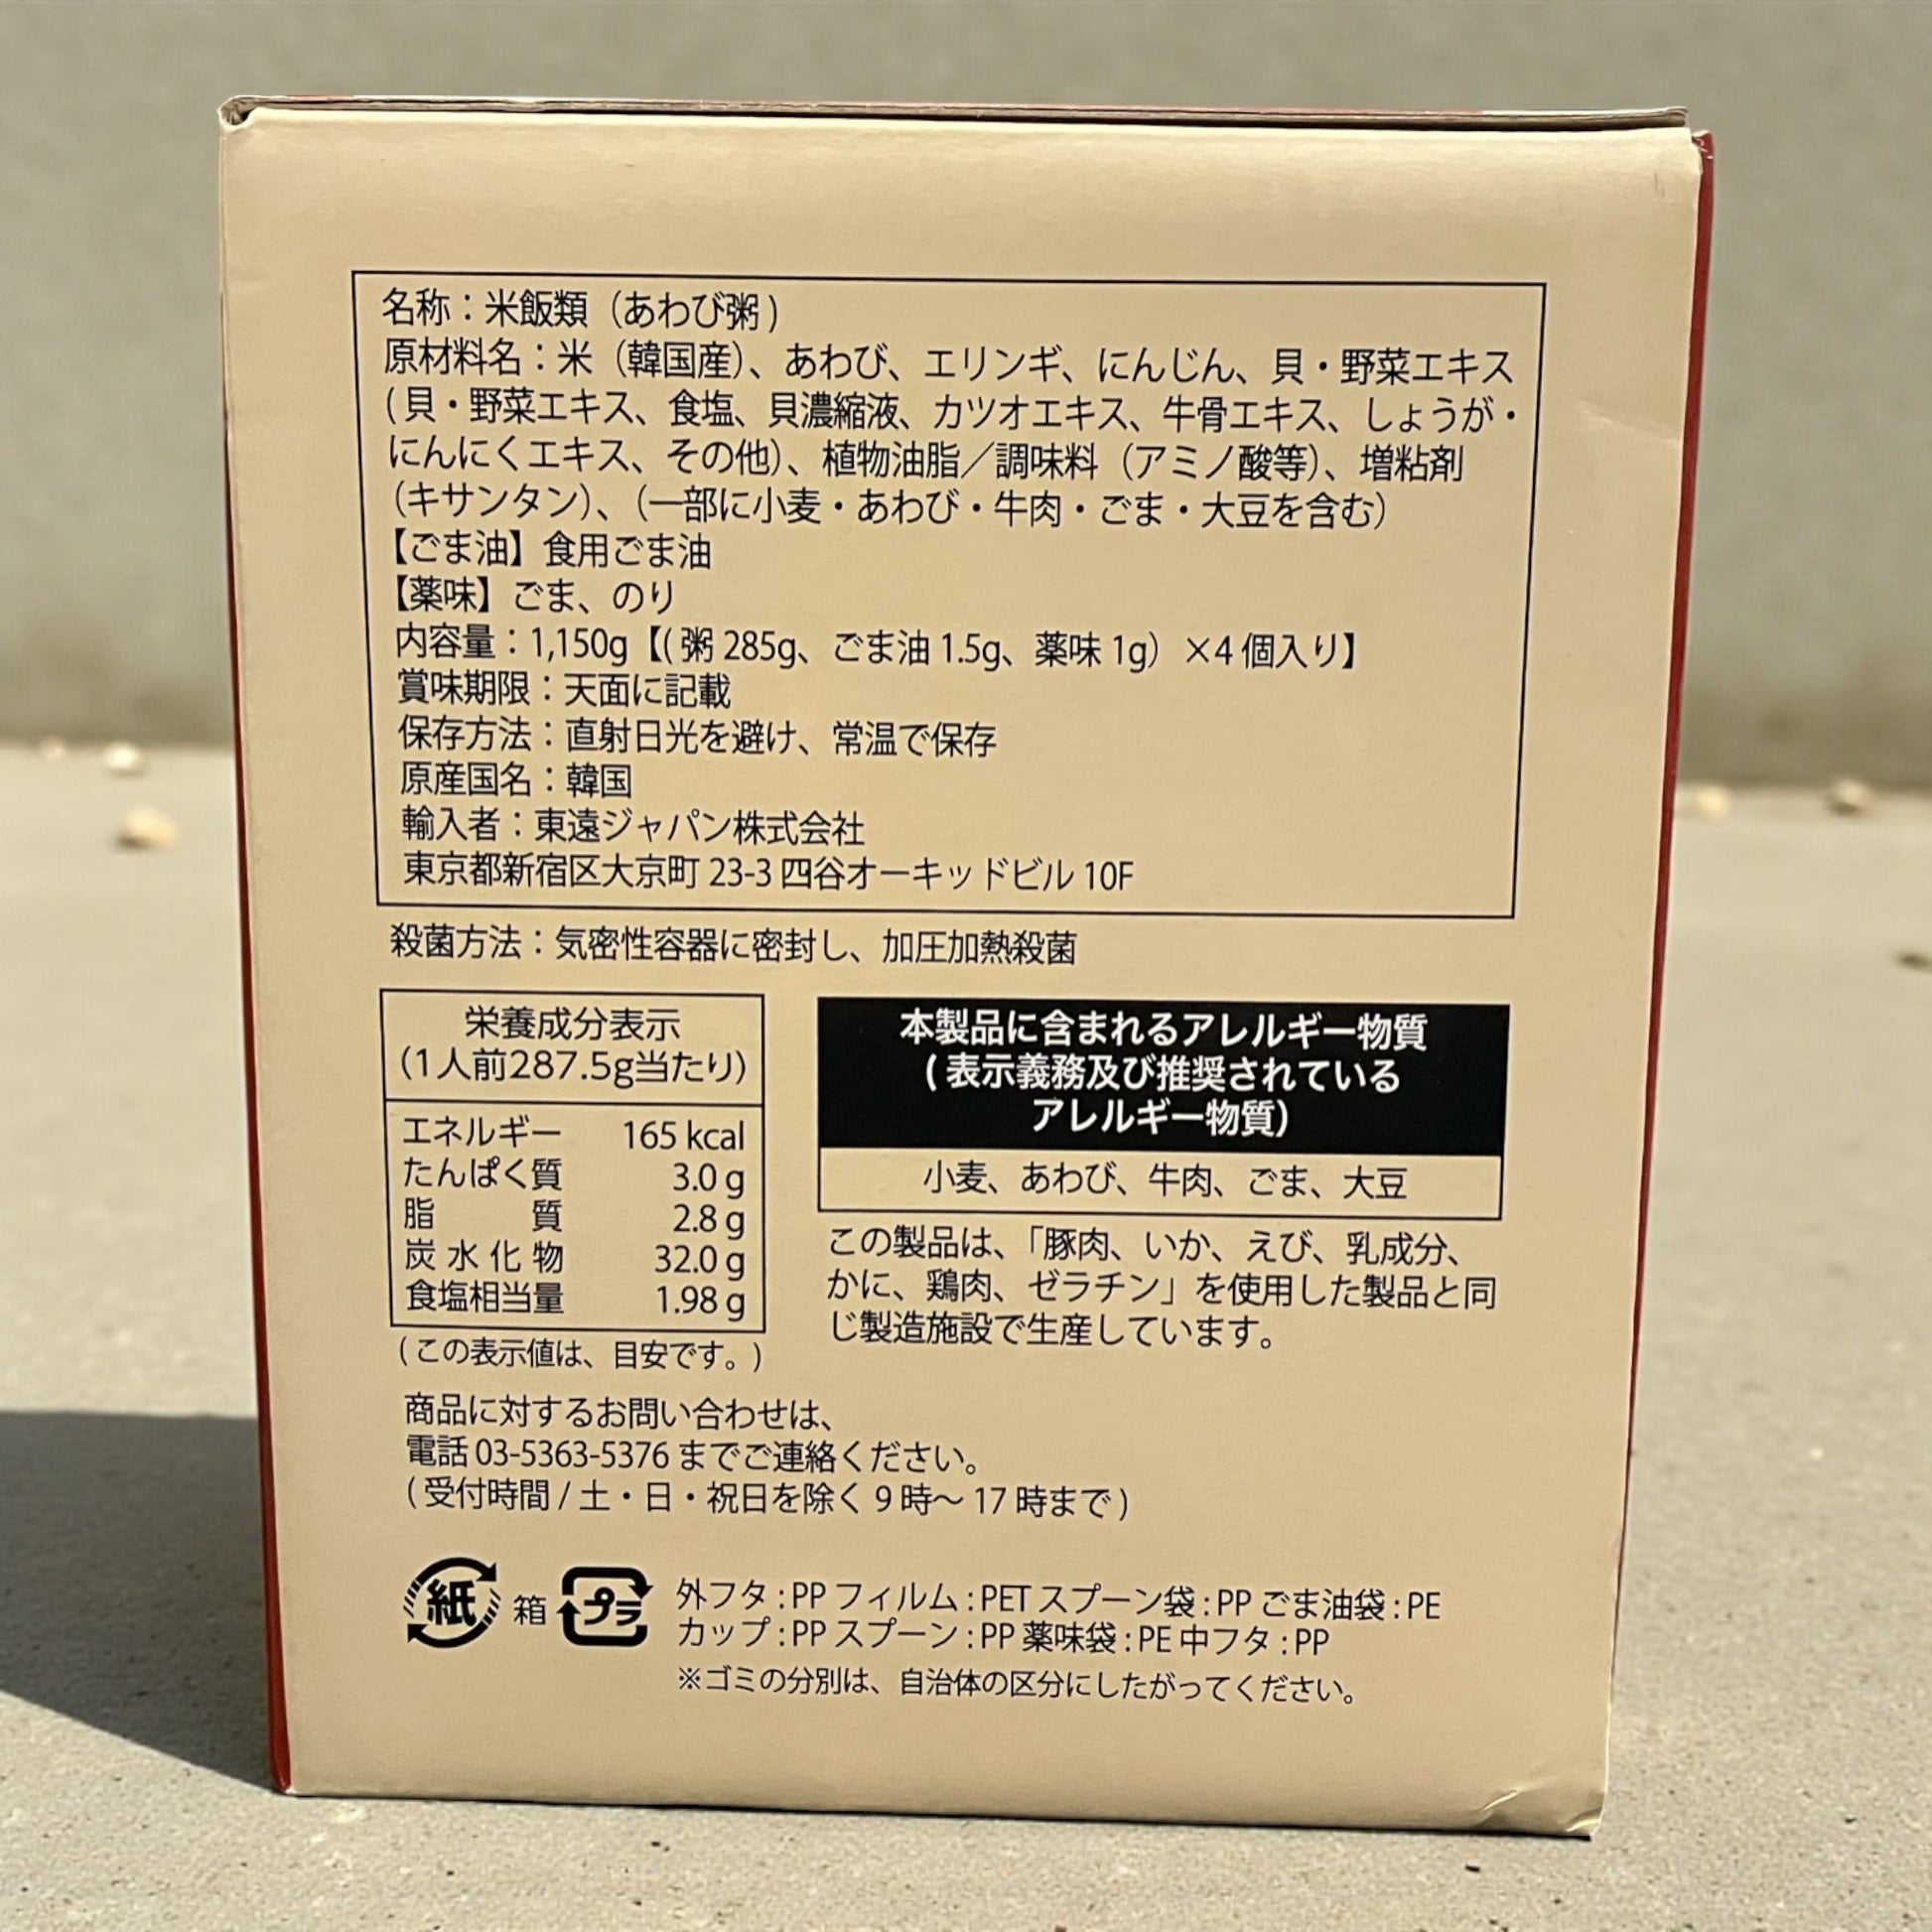 名称：米飯類（あわび粥）
原材料名：米（韓国産）、あわび、エリンギ、にんじん、貝・野菜エキス
(貝・野菜エキス、食塩、貝濃縮液、カツオエキス、牛骨エキス、しょうが・
にんにくエキス、その他)、植物油脂／調味料（アミノ酸等）、増粘剤
（キサンタン）、（一部に小麦・あわび・牛肉・ごま・大豆を含む）
【ごま油】食用ごま油
【薬味】ごま、のり
内容量：1,150g【(粥 285g、ごま油 1.5g、薬味 1g）×4 個入り】
賞味期限：天面に記載
保存方法：直射日光を避け、常温で保存
原産国名：韓国
輸入者：東遠ジャパン株式会社
東京都新宿区大京町 23-3 四谷オーキッドビル 10F
殺菌方法：気密性容器に密封し、加圧加熱殺菌
栄養成分表示
(1人前287.5g当たり)
エネルギー 165 kcal
たんぱく質 3.0 g
脂質 2.8 g
炭水化物 32.0 g
食塩相当量 1.98 g
(この表示値は、目安です。)
本製品に含まれるアレルギー物質
(表示義務及び推奨されている
アレルギー物質)
小麦、あわび、牛肉、ごま、大豆
この製品は、「豚肉、いか、えび、乳成分、
かに、鶏肉、ゼラチン」を使用した製品と同
じ製造施設で生産しています。
商品に対するお問い合わせは、
電話 03-5363-5376 までご連絡ください。
(受付時間 / 土・日・祝日を除く 9 時〜 17 時まで)
紙 箱 プラ
外フタ:PP フィルム:PET スプーン袋:PP ごま油袋:PE
カップ:PP スプーン:PP 薬味袋:PE 中フタ:PP
※ゴミの分別は、自治体の区分にしたがってください。